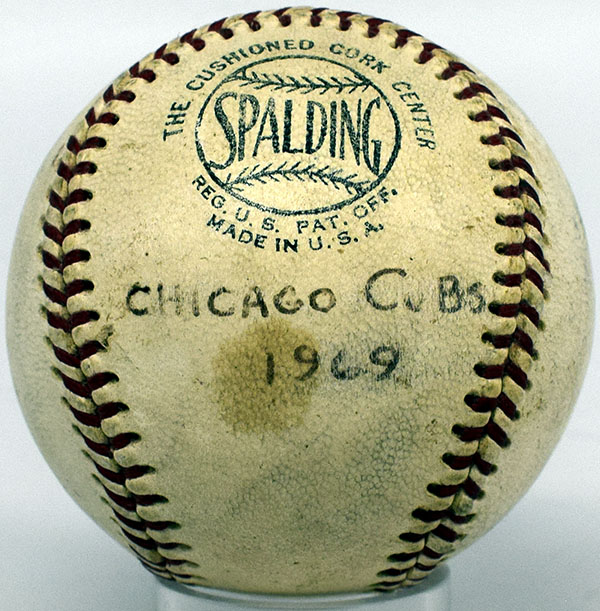 THE CUSHIONED CORK CENTER
SPALDING
REG. U. S. PAT. OFF.
MADE IN U. S. A.
CHICAGO CUBS
1969